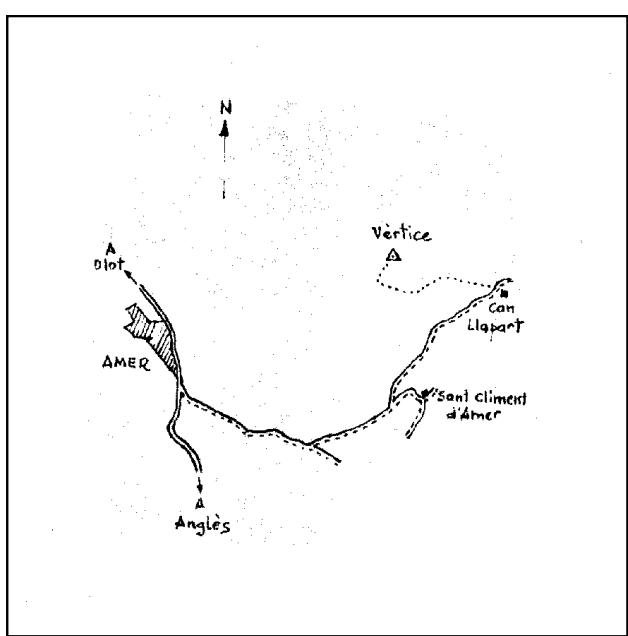 N
Vèrtice
A
Olot
Can
Llapart
AMER
Sant Climent
d'Amer
A
Anglès